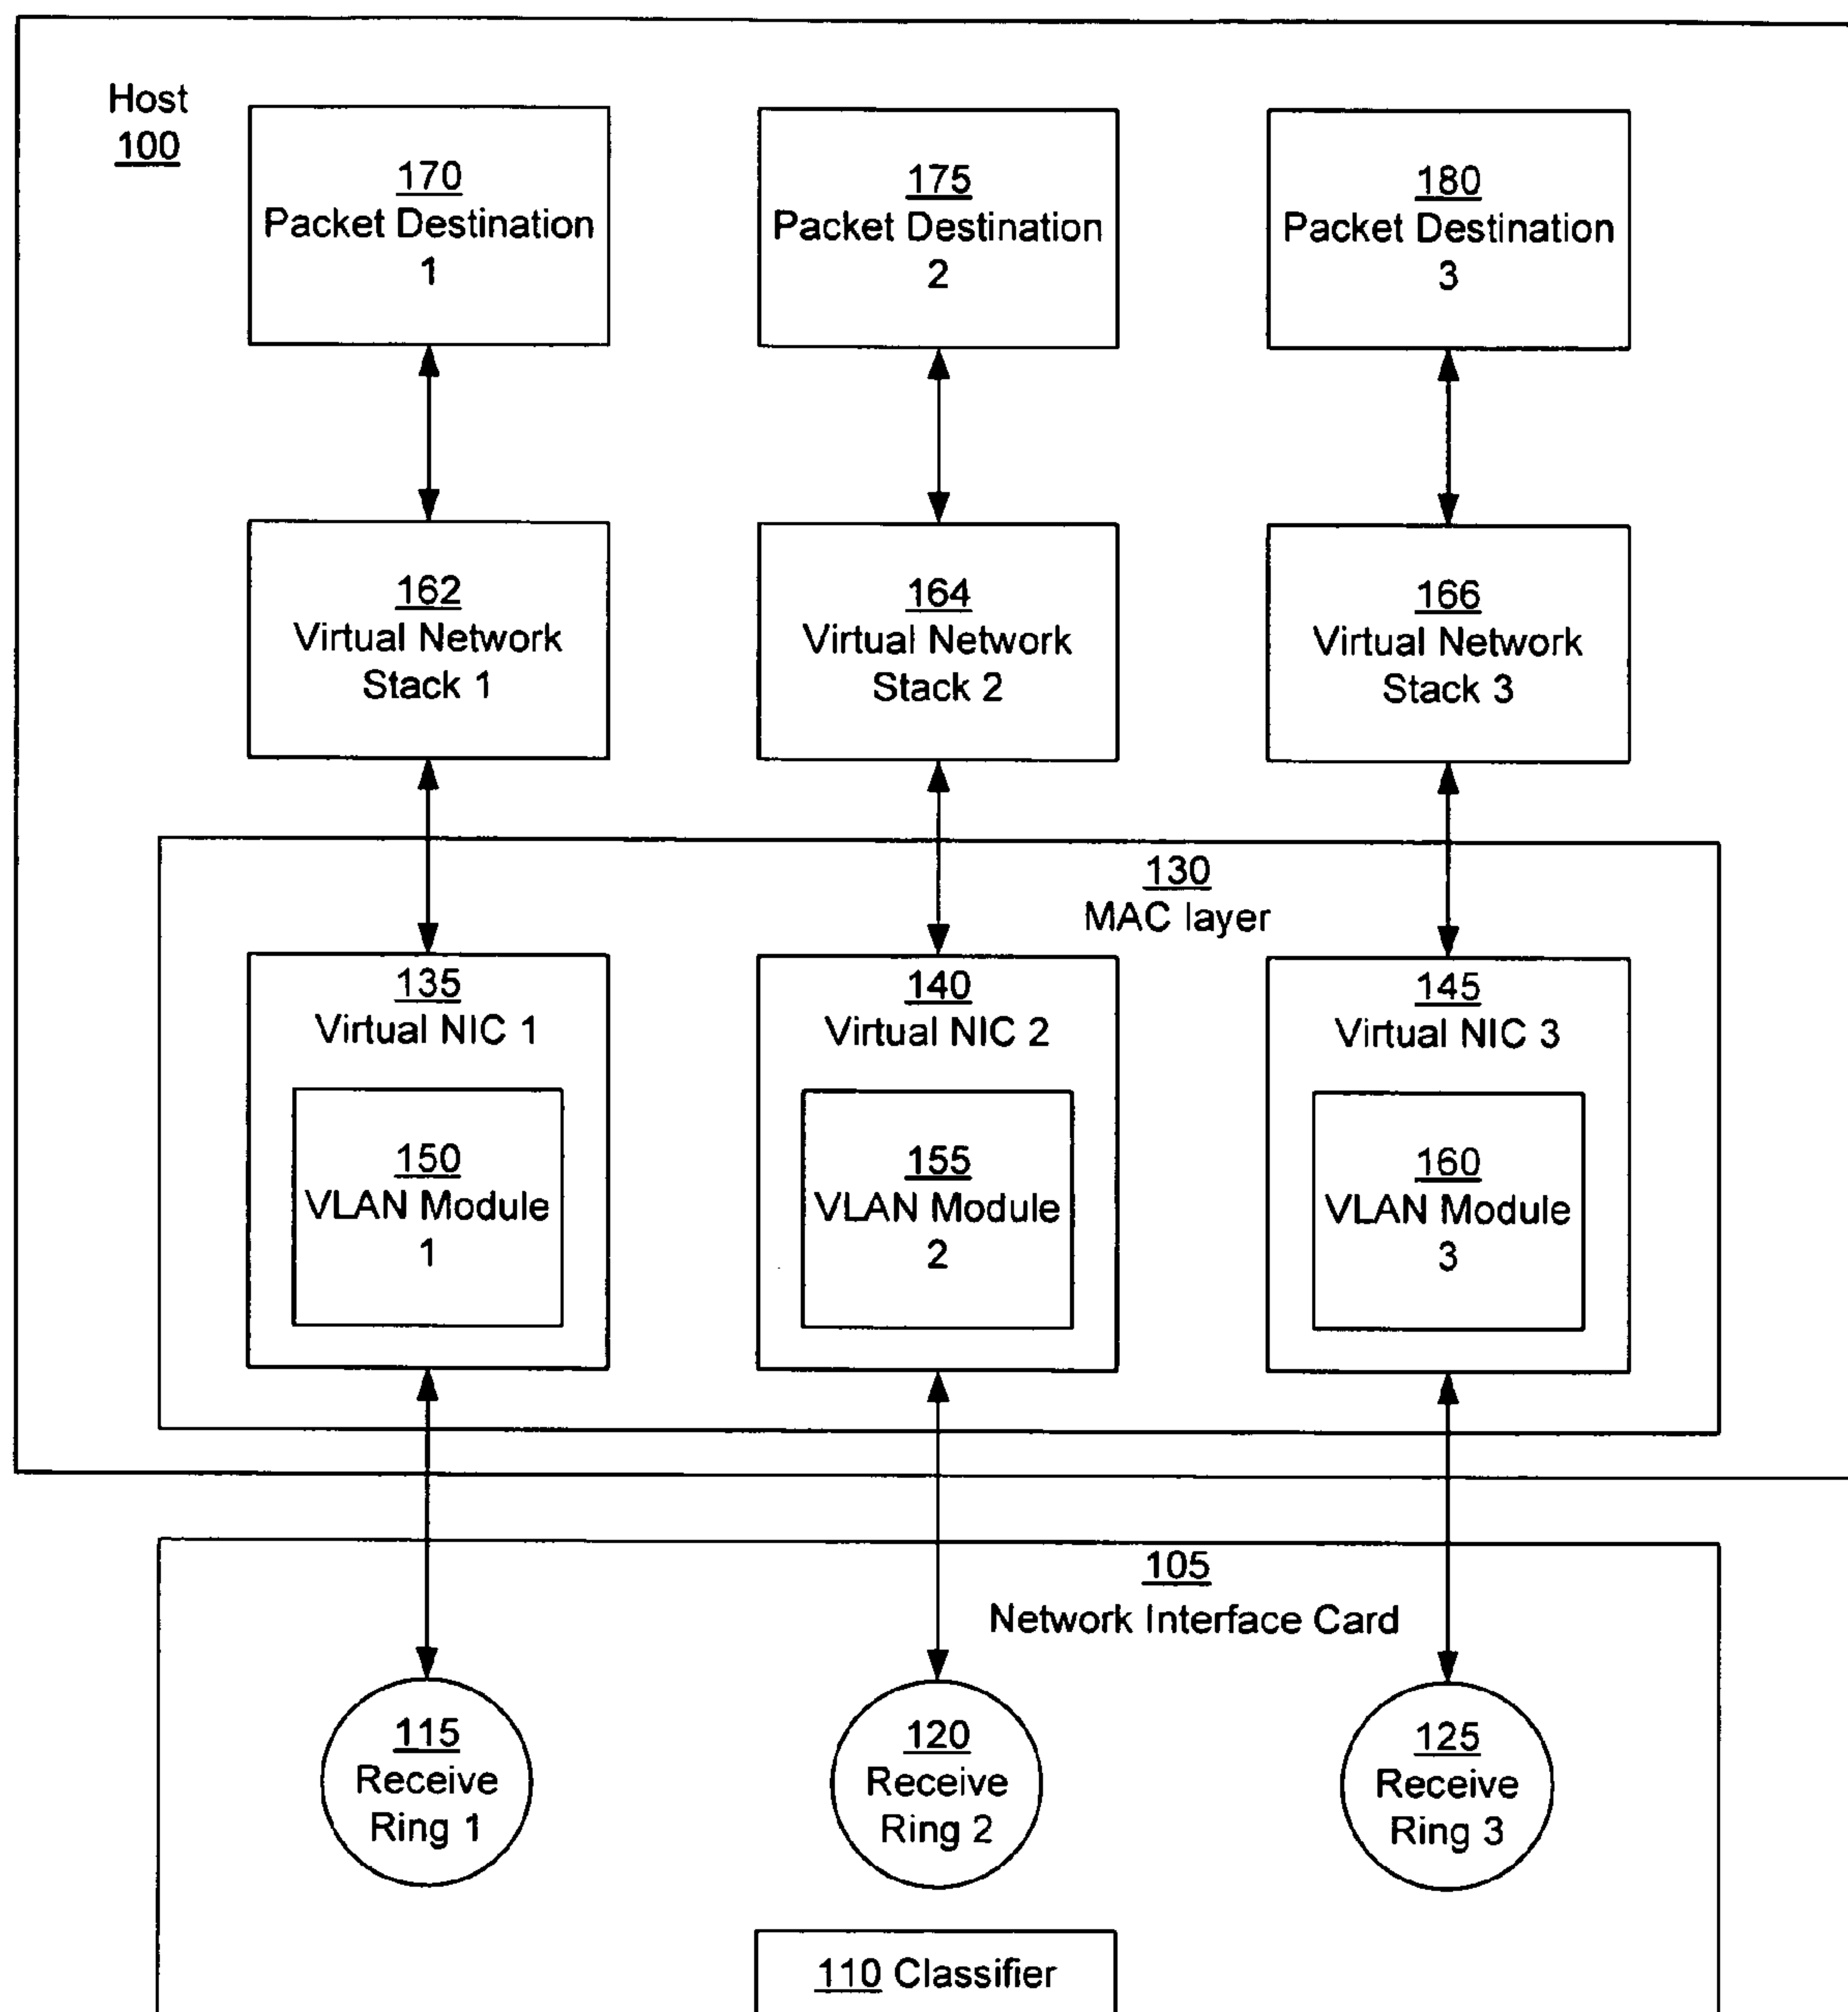 Host
100
170
Packet Destination
1
175
Packet Destination
2
180
Packet Destination
3
162
Virtual Network
Stack 1
164
Virtual Network
Stack 2
166
Virtual Network
Stack 3
130
MAC layer
135
Virtual NIC 1
140
Virtual NIC 2
145
Virtual NIC 3
150
VLAN Module
1
155
VLAN Module
2
160
VLAN Module
3
105
Network Interface Card
115
Receive
Ring 1
120
Receive
Ring 2
125
Receive
Ring 3
110 Classifier